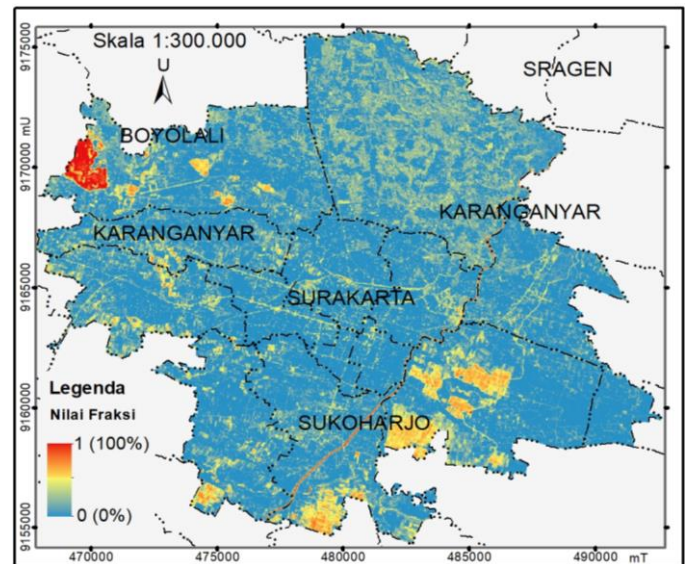 Skala 1:300.000
U
SRAGEN
BOYOLALI
KARANGANYAR
KARANGANYAR
SURAKARTA
SUKOHARJO
Legenda
Nilai Fraksi
1 (100%)
0 (0%)
9175000
9170000 mU
9165000
9160000
9155000
470000 475000 480000 485000 490000 mT